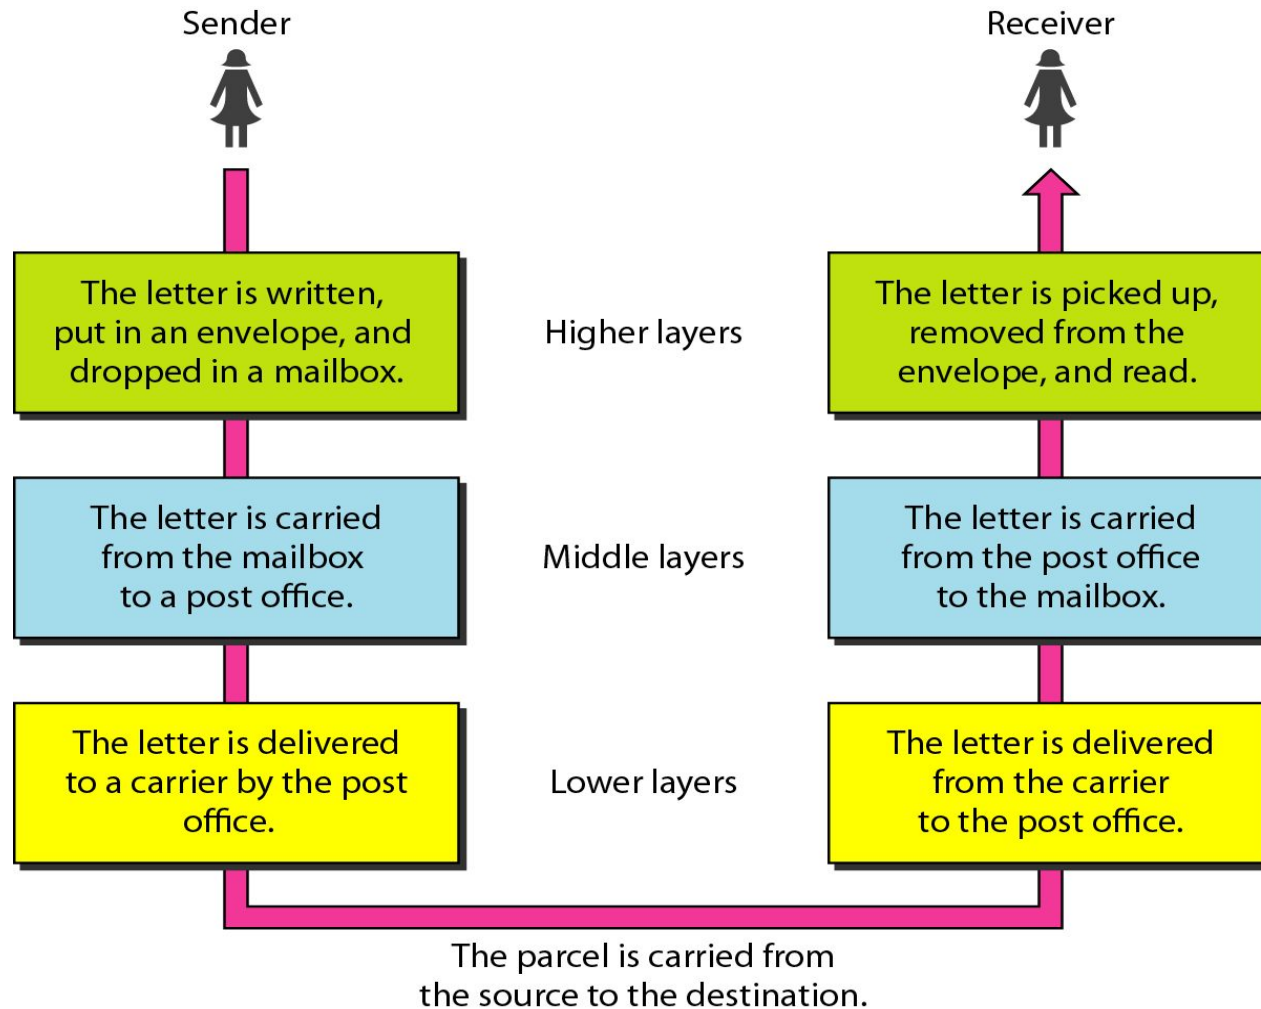 Sender
Receiver
The letter is written,
put in an envelope, and
dropped in a mailbox.
Higher layers
The letter is picked up,
removed from the
envelope, and read.
The letter is carried
from the mailbox
to a post office.
Middle layers
The letter is carried
from the post office
to the mailbox.
The letter is delivered
to a carrier by the post
office.
Lower layers
The letter is delivered
from the carrier
to the post office.
The parcel is carried from
the source to the destination.